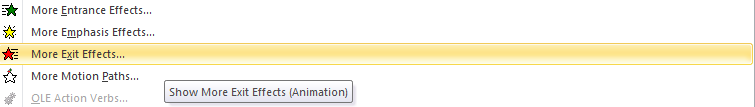 More Entrance Effects...
More Emphasis Effects...
More Exit Effects...
More Motion Paths...
Show More Exit Effects (Animation)
OLE Action Verbs...